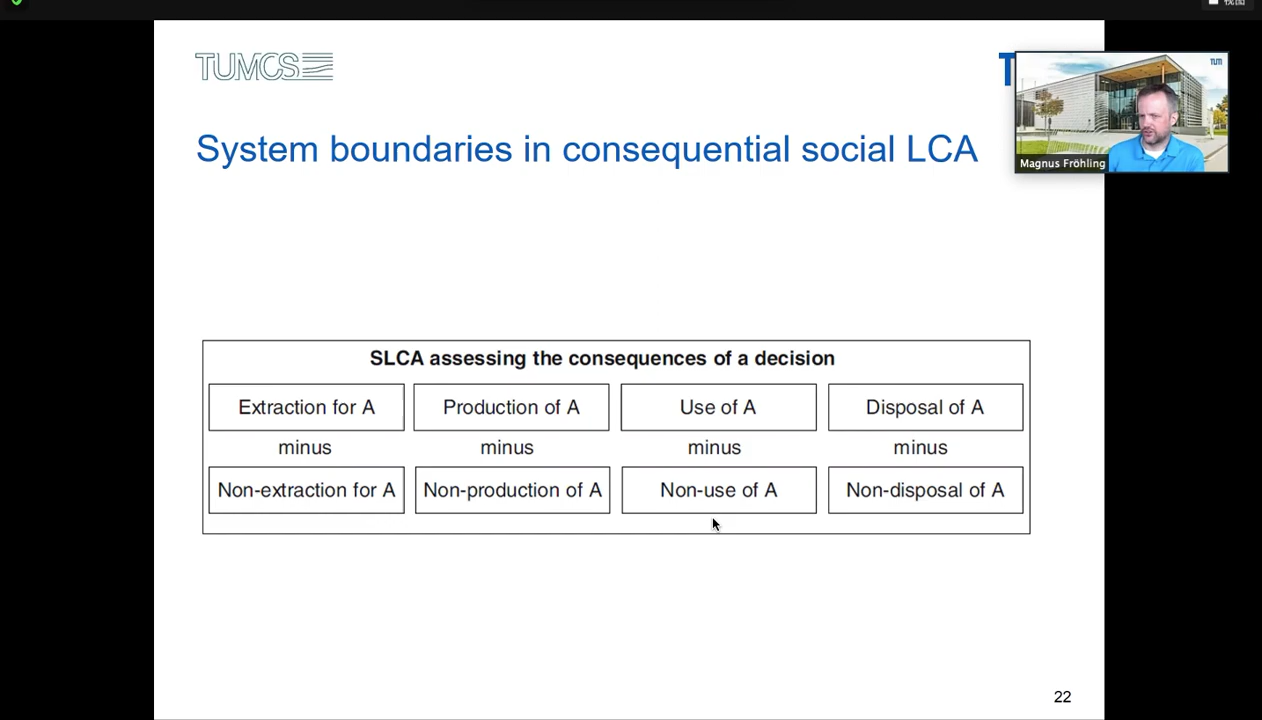 TUMCS
System boundaries in consequential social LCA
TUM
Magnus Fröhling
SLCA assessing the consequences of a decision
Extraction for A
Production of A
Use of A
Disposal of A
minus
minus
minus
minus
Non-extraction for A
Non-production of A
Non-use of A
Non-disposal of A
22